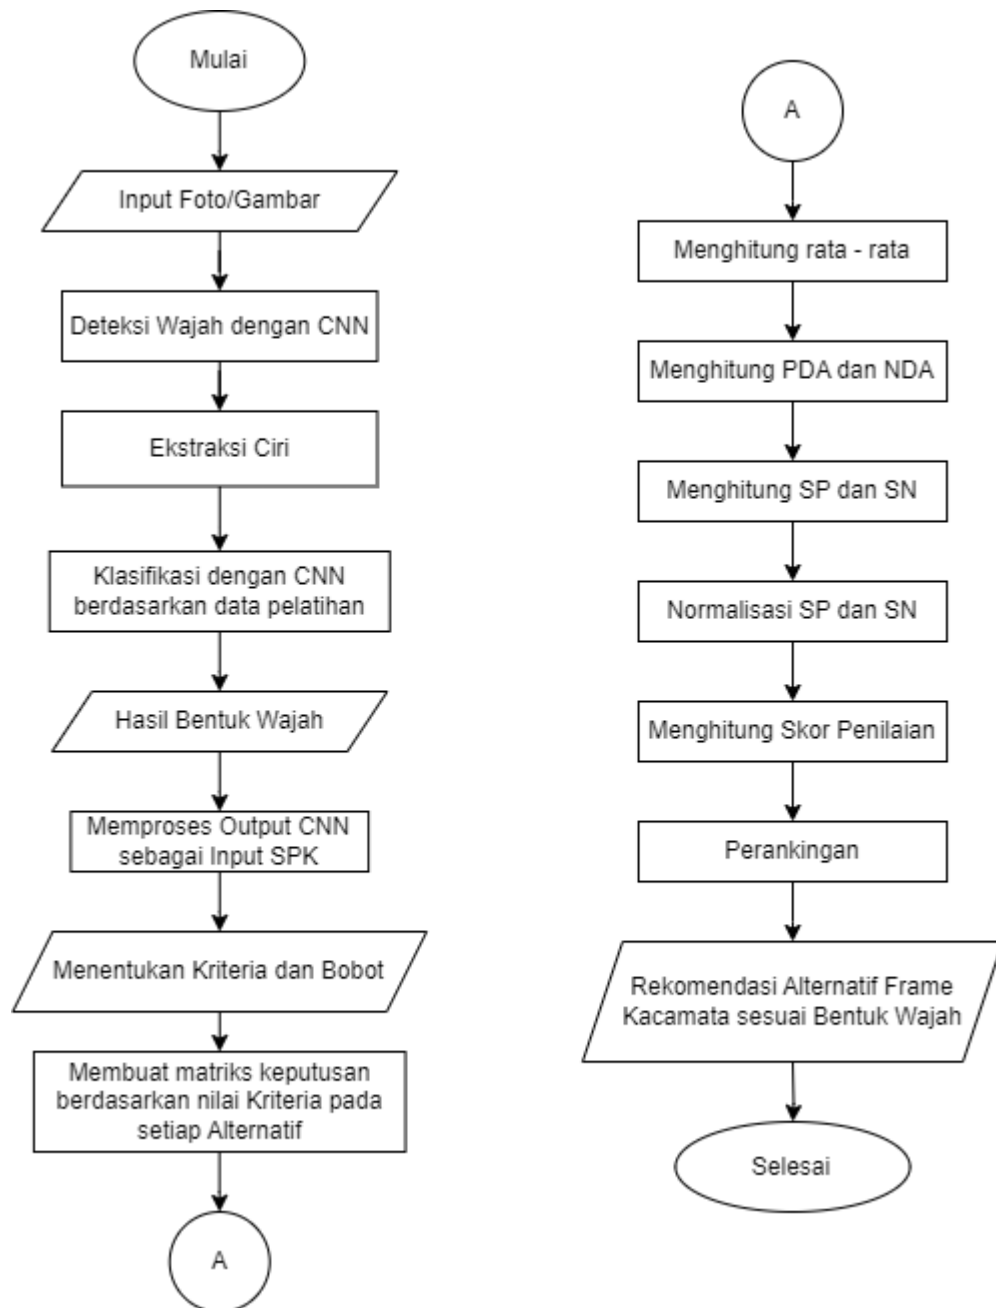 Mulai
Input Foto/Gambar
Deteksi Wajah dengan CNN
Ekstraksi Ciri
Klasifikasi dengan CNN
berdasarkan data pelatihan
Hasil Bentuk Wajah
Memproses Output CNN
sebagai Input SPK
Menentukan Kriteria dan Bobot
Membuat matriks keputusan
berdasarkan nilai Kriteria pada
setiap Alternatif
A
A
Menghitung rata - rata
Menghitung PDA dan NDA
Menghitung SP dan SN
Normalisasi SP dan SN
Menghitung Skor Penilaian
Perankingan
Rekomendasi Alternatif Frame
Kacamata sesuai Bentuk Wajah
Selesai